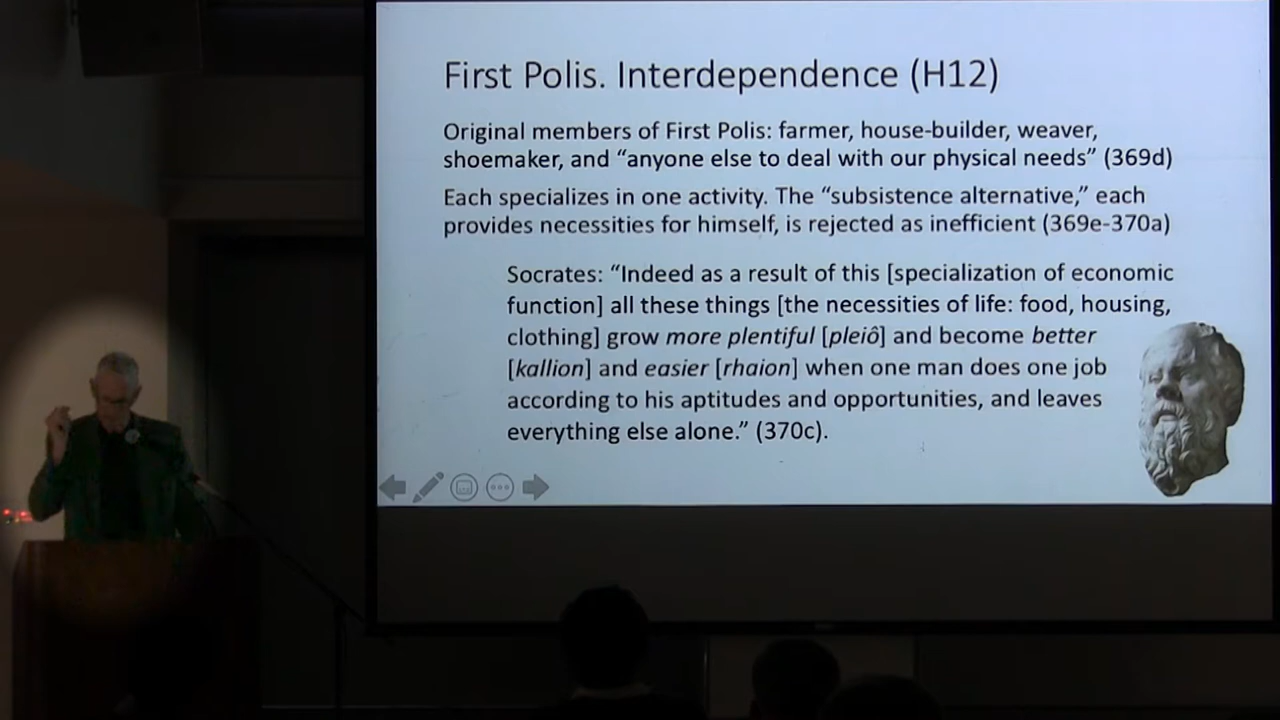 First Polis. Interdependence (H12)
Original members of First Polis: farmer, house-builder, weaver,
shoemaker, and “anyone else to deal with our physical needs” (369d)
Each specializes in one activity. The “subsistence alternative,” each
provides necessities for himself, is rejected as inefficient (369e-370a)
Socrates: “Indeed as a result of this [specialization of economic
function] all these things [the necessities of life: food, housing,
clothing] grow more plentiful [pleiô] and become better
[kallion] and easier [rhaion] when one man does one job
according to his aptitudes and opportunities, and leaves
everything else alone.” (370c).